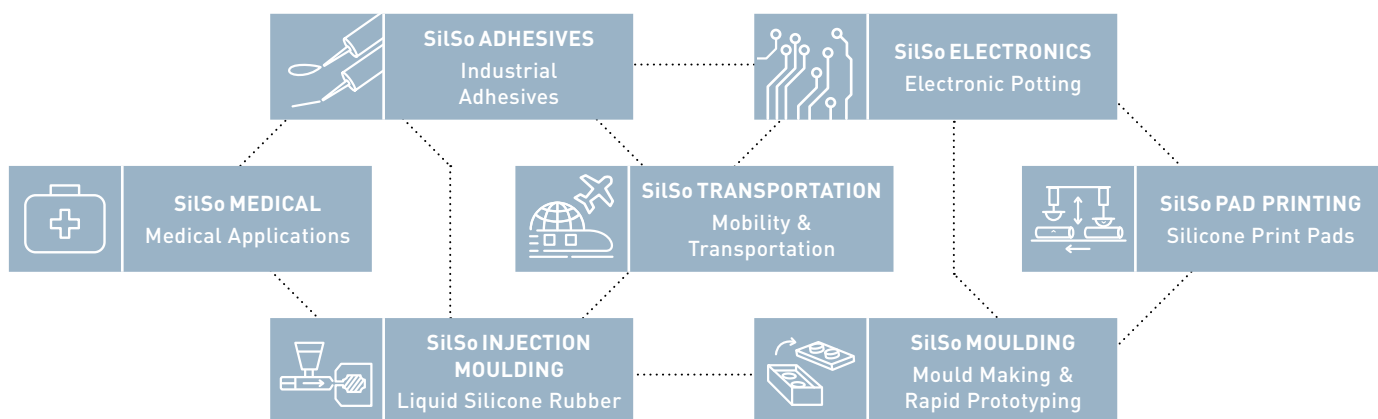 SilSo ADHESIVES
Industrial
Adhesives
SilSo ELECTRONICS
Electronic Potting
SilSo MEDICAL
Medical Applications
SilSo TRANSPORTATION
Mobility &
Transportation
SilSo PAD PRINTING
Silicone Print Pads
SilSo INJECTION
MOULDING
Liquid Silicone Rubber
SilSo MOULDING
Mould Making &
Rapid Prototyping